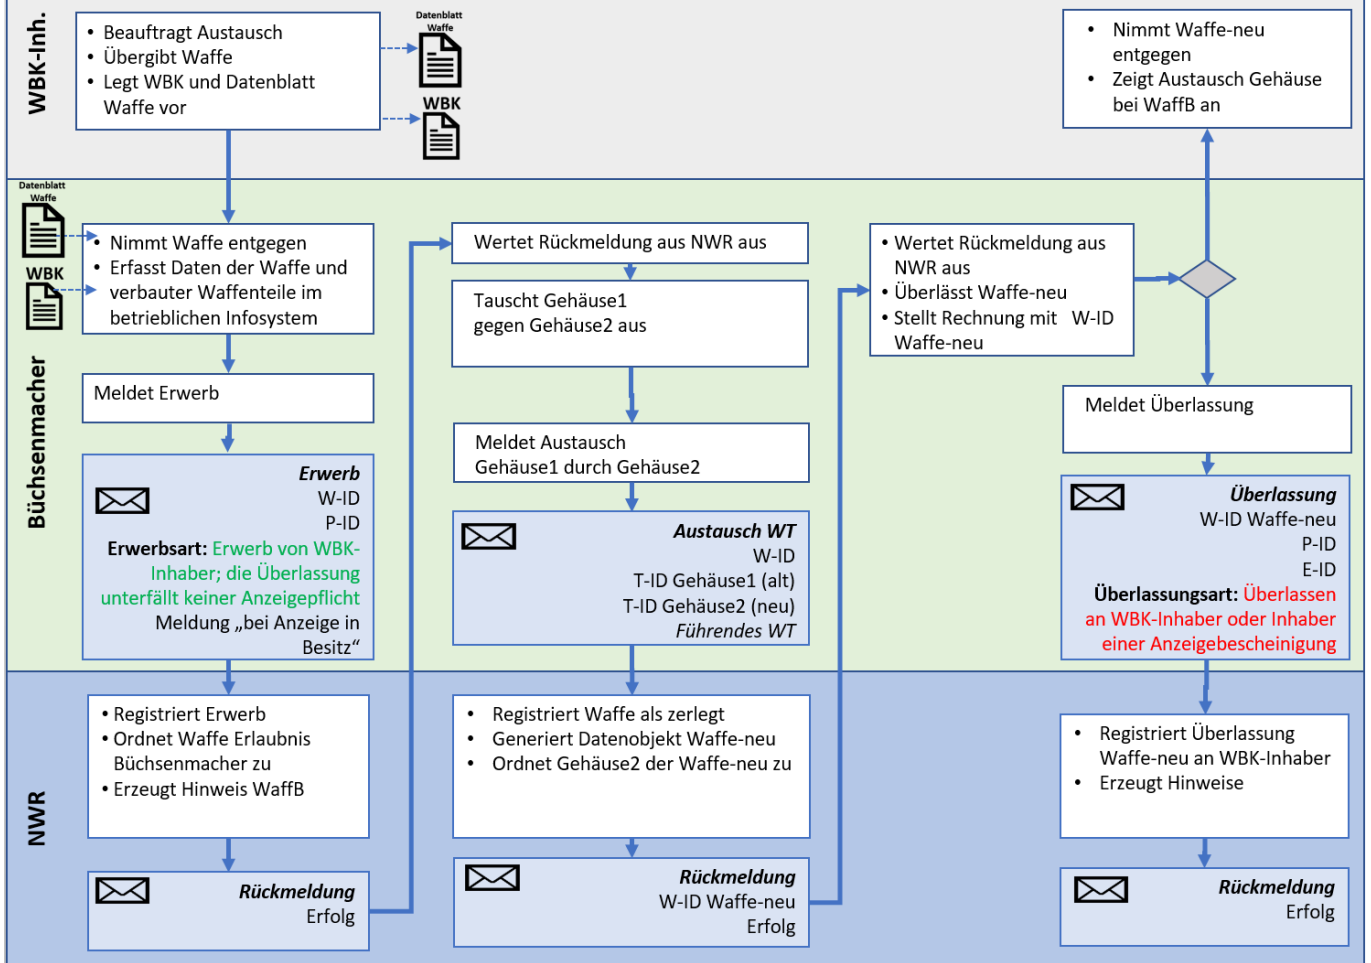 WBK-Inh.
• Beauftragt Austausch
• Übergibt Waffe
• Legt WBK und Datenblatt
Waffe vor
Datenblatt
Waffe
WBK
• Nimmt Waffe-neu
entgegen
• Zeigt Austausch Gehäuse
bei WaffB an
Büchsenmacher
Datenblatt
Waffe
WBK
• Nimmt Waffe entgegen
• Erfasst Daten der Waffe und
verbauter Waffenteile im
betrieblichen Infosystem
Meldet Erwerb
Erwerb
W-ID
P-ID
Erwerbsart: Erwerb von WBK-
Inhaber; die Überlassung
unterfällt keiner Anzeigepflicht
Meldung „bei Anzeige in
Besitz“
Wertet Rückmeldung aus NWR aus
Tauscht Gehäuse1
gegen Gehäuse2 aus
Meldet Austausch
Gehäuse1 durch Gehäuse2
Austausch WT
W-ID
T-ID Gehäuse1 (alt)
T-ID Gehäuse2 (neu)
Führendes WT
• Wertet Rückmeldung aus
NWR aus
• Überlässt Waffe-neu
• Stellt Rechnung mit W-ID
Waffe-neu
Meldet Überlassung
Überlassung
W-ID Waffe-neu
P-ID
E-ID
Überlassungsart: Überlassen
an WBK-Inhaber oder Inhaber
einer Anzeigebescheinigung
NWR
• Registriert Erwerb
• Ordnet Waffe Erlaubnis
Büchsenmacher zu
• Erzeugt Hinweis WaffB
Rückmeldung
Erfolg
• Registriert Waffe als zerlegt
• Generiert Datenobjekt Waffe-neu
• Ordnet Gehäuse2 der Waffe-neu zu
Rückmeldung
W-ID Waffe-neu
Erfolg
• Registriert Überlassung
Waffe-neu an WBK-Inhaber
• Erzeugt Hinweise
Rückmeldung
Erfolg